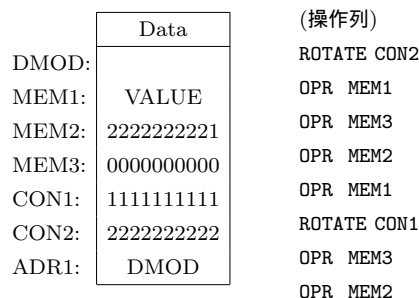 Data
DMOD:
MEM1: VALUE
MEM2: 2222222221
MEM3: 0000000000
CON1: 1111111111
CON2: 2222222222
ADR1: DMOD
(操作列)
ROTATE CON2
OPR MEM1
OPR MEM3
OPR MEM2
OPR MEM1
ROTATE CON1
OPR MEM3
OPR MEM2